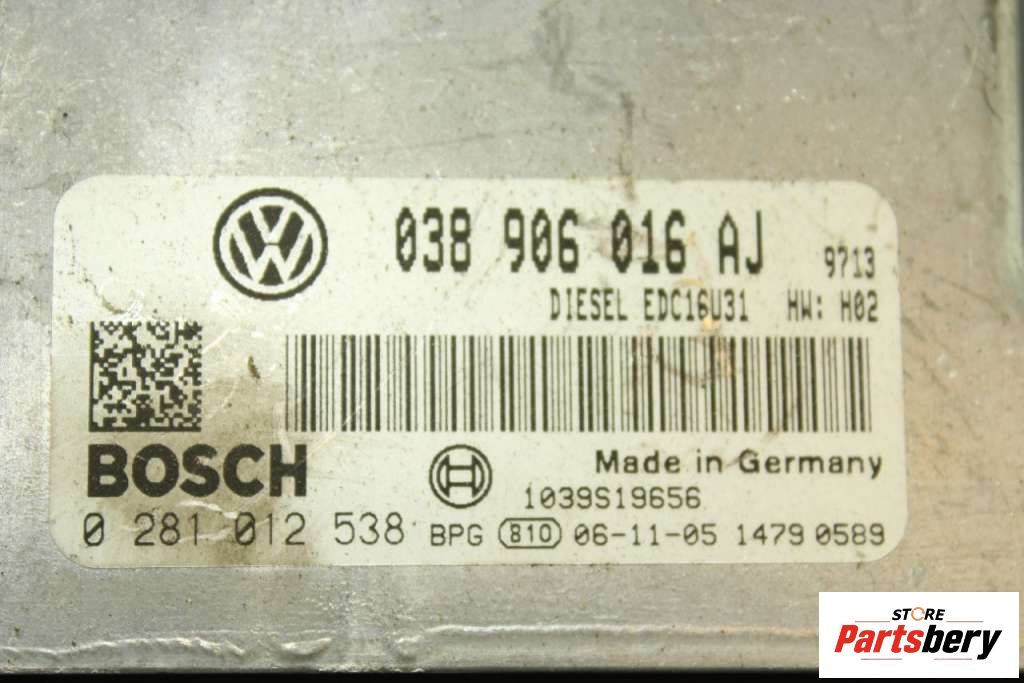 038 906 016 AJ 9713
DIESEL EDC16U31 HW: H02
BOSCH
Made in Germany
1039S19656
0 281 012 538 BPG 810 06-11-05 1479 0589
STORE
Partsbery